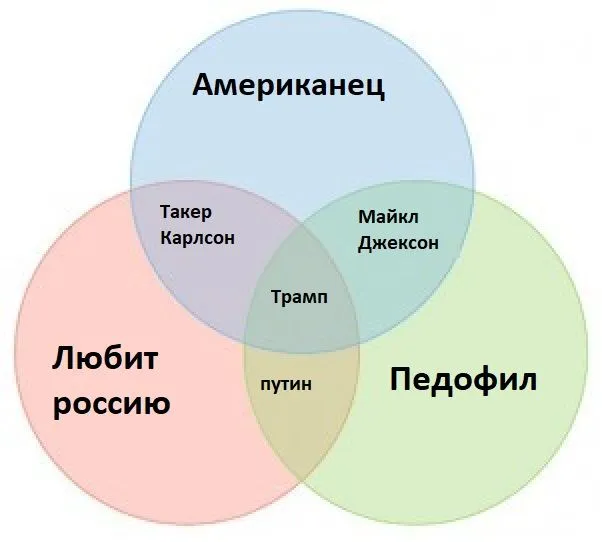 Американец
Такер
Карлсон
Майкл
Джексон
Трамп
Любит
россию
путин
Педофил